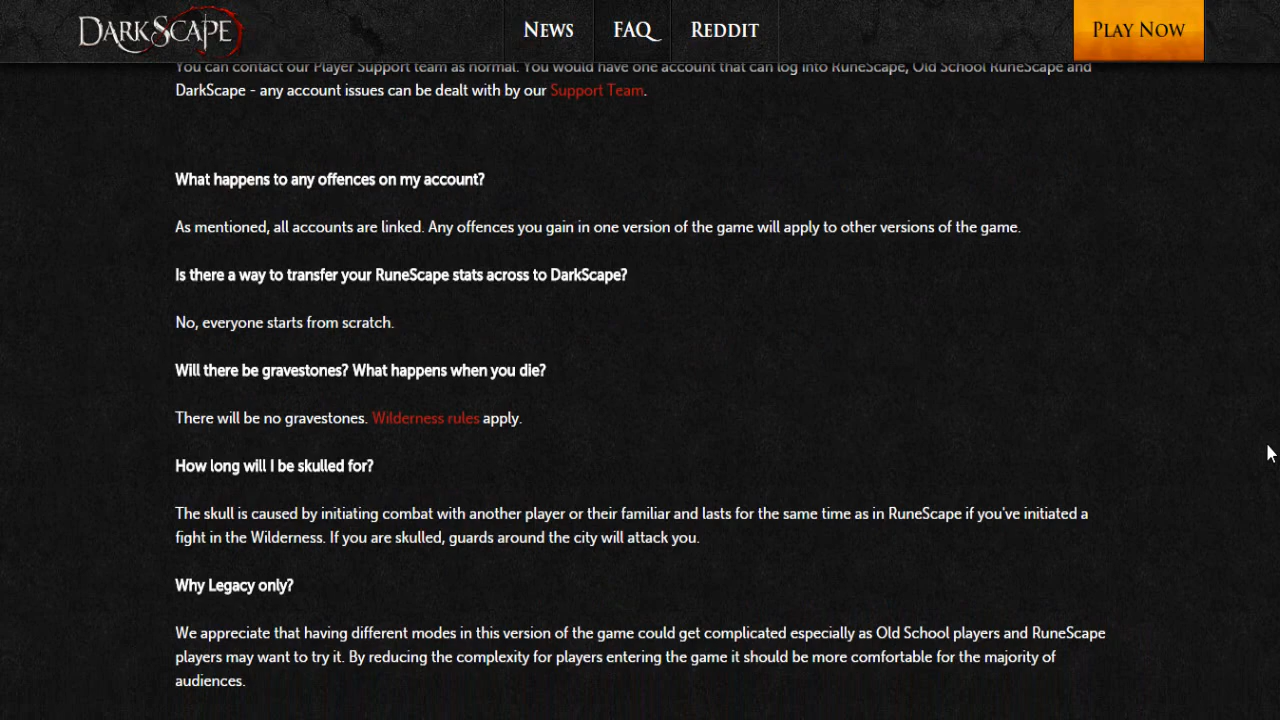 DARKSCAPE
NEWS FAQ REDDIT
PLAY NOW
You can contact our Player Support team as normal. You would have one account that can log into RuneScape, Old School RuneScape and
DarkScape - any account issues can be dealt with by our Support Team.
What happens to any offences on my account?
As mentioned, all accounts are linked. Any offences you gain in one version of the game will apply to other versions of the game.
Is there a way to transfer your RuneScape stats across to DarkScape?
No, everyone starts from scratch.
Will there be gravestones? What happens when you die?
There will be no gravestones. Wilderness rules apply.
How long will I be skulled for?
The skull is caused by initiating combat with another player or their familiar and lasts for the same time as in RuneScape if you've initiated a
fight in the Wilderness. If you are skulled, guards around the city will attack you.
Why Legacy only?
We appreciate that having different modes in this version of the game could get complicated especially as Old School players and RuneScape
players may want to try it. By reducing the complexity for players entering the game it should be more comfortable for the majority of
audiences.